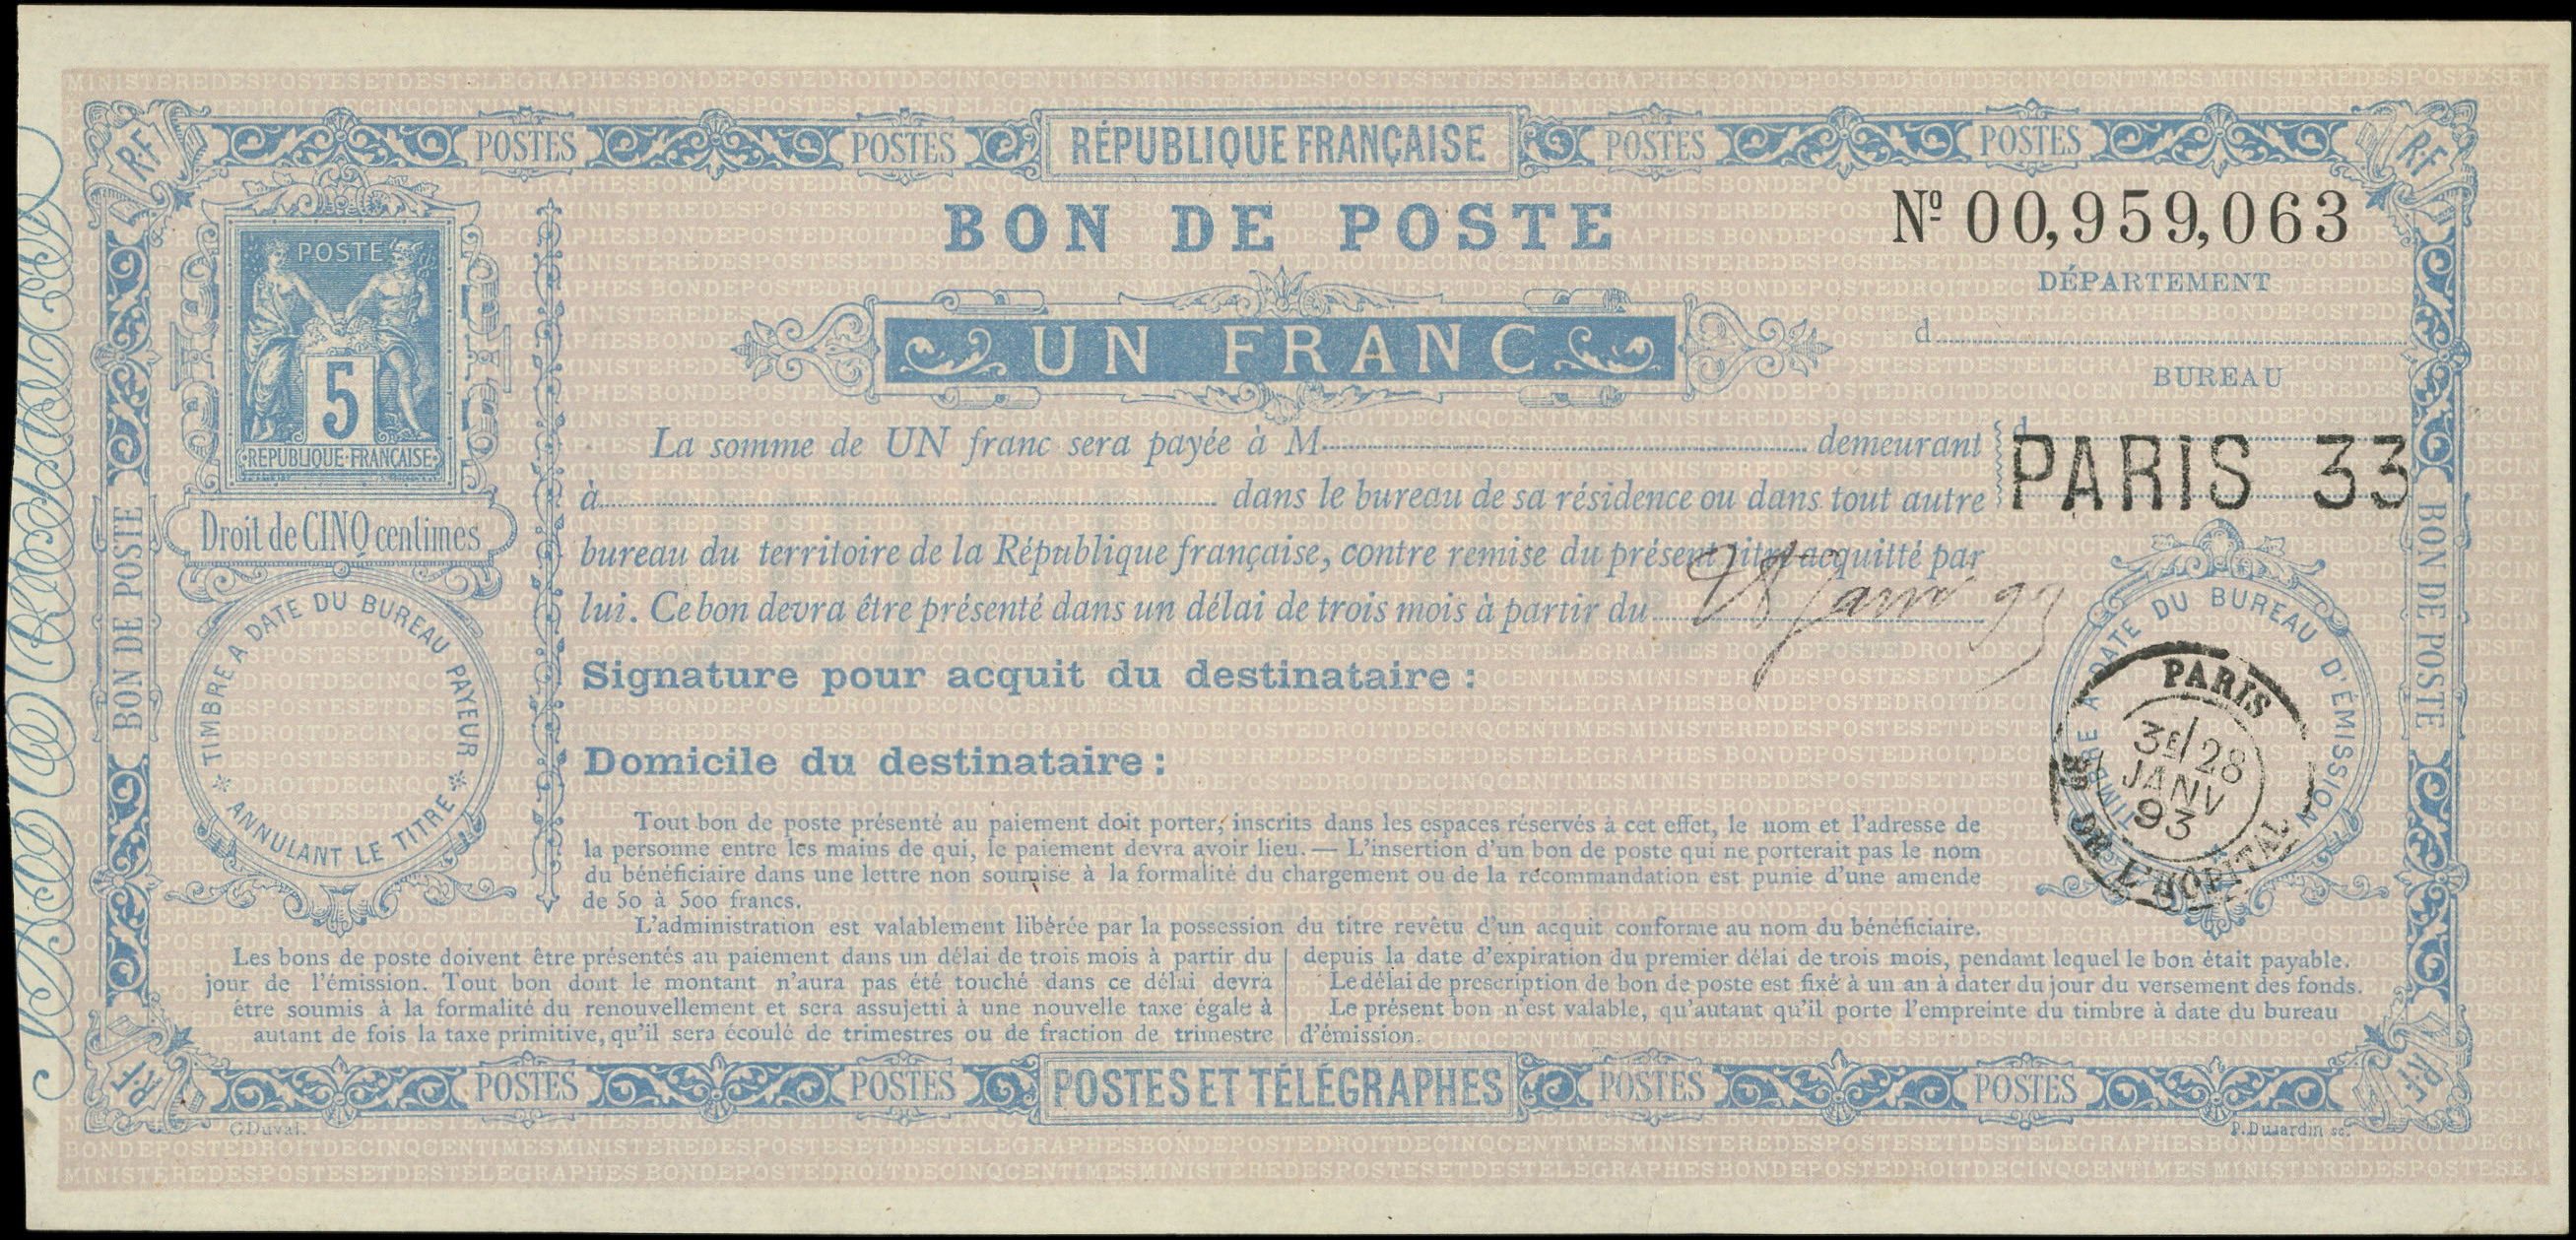 RÉPUBLIQUE FRANÇAISE
R.F POSTES POSTES POSTES POSTES R.F
BON DE POSTE
Nº 00,959,063
DÉPARTEMENT
d
BUREAU
d
PARIS 33
POSTE
5
REPUBLIQUE FRANÇAISE
Droit de CINQ centimes
UN FRANC
La somme de UN franc sera payée à M demeurant
à dans le bureau de sa résidence ou dans tout autre
bureau du territoire de la République française, contre remise du présent titre acquitté par
lui. Ce bon devra être présenté dans un délai de trois mois à partir du 28 Janv 93
Signature pour acquit du destinataire :
Domicile du destinataire :
TIMBRE A DATE DU BUREAU PAYEUR
ANNULANT LE TITRE
TIMBRE A DATE DU BUREAU D'ÉMISSION
PARIS
3E/28
JANV
93
BD DE L'HOPITAL
BON DE POSTE
BON DE POSTE
Tout bon de poste présenté au paiement doit porter, inscrits dans les espaces réservés à cet effet, le nom et l'adresse de
la personne entre les mains de qui, le paiement devra avoir lieu. — L'insertion d'un bon de poste qui ne porterait pas le nom
du bénéficiaire dans une lettre non soumise à la formalité du chargement ou de la recommandation est punie d'une amende
de 50 à 500 francs.
L'administration est valablement libérée par la possession du titre revêtu d'un acquit conforme au nom du bénéficiaire.
Les bons de poste doivent être présentés au paiement dans un délai de trois mois à partir du
jour de l'émission. Tout bon dont le montant n'aura pas été touché dans ce délai devra
être soumis à la formalité du renouvellement et sera assujetti à une nouvelle taxe égale à
autant de fois la taxe primitive, qu'il sera écoulé de trimestres ou de fraction de trimestre
depuis la date d'expiration du premier délai de trois mois, pendant lequel le bon était payable.
Le délai de prescription de bon de poste est fixé à un an à dater du jour du versement des fonds.
Le présent bon n'est valable, qu'autant qu'il porte l'empreinte du timbre à date du bureau
d'émission.
R.F POSTES POSTES POSTES ET TÉLÉGRAPHES POSTES POSTES R.F
G. Duval. P. Dujardin sc.